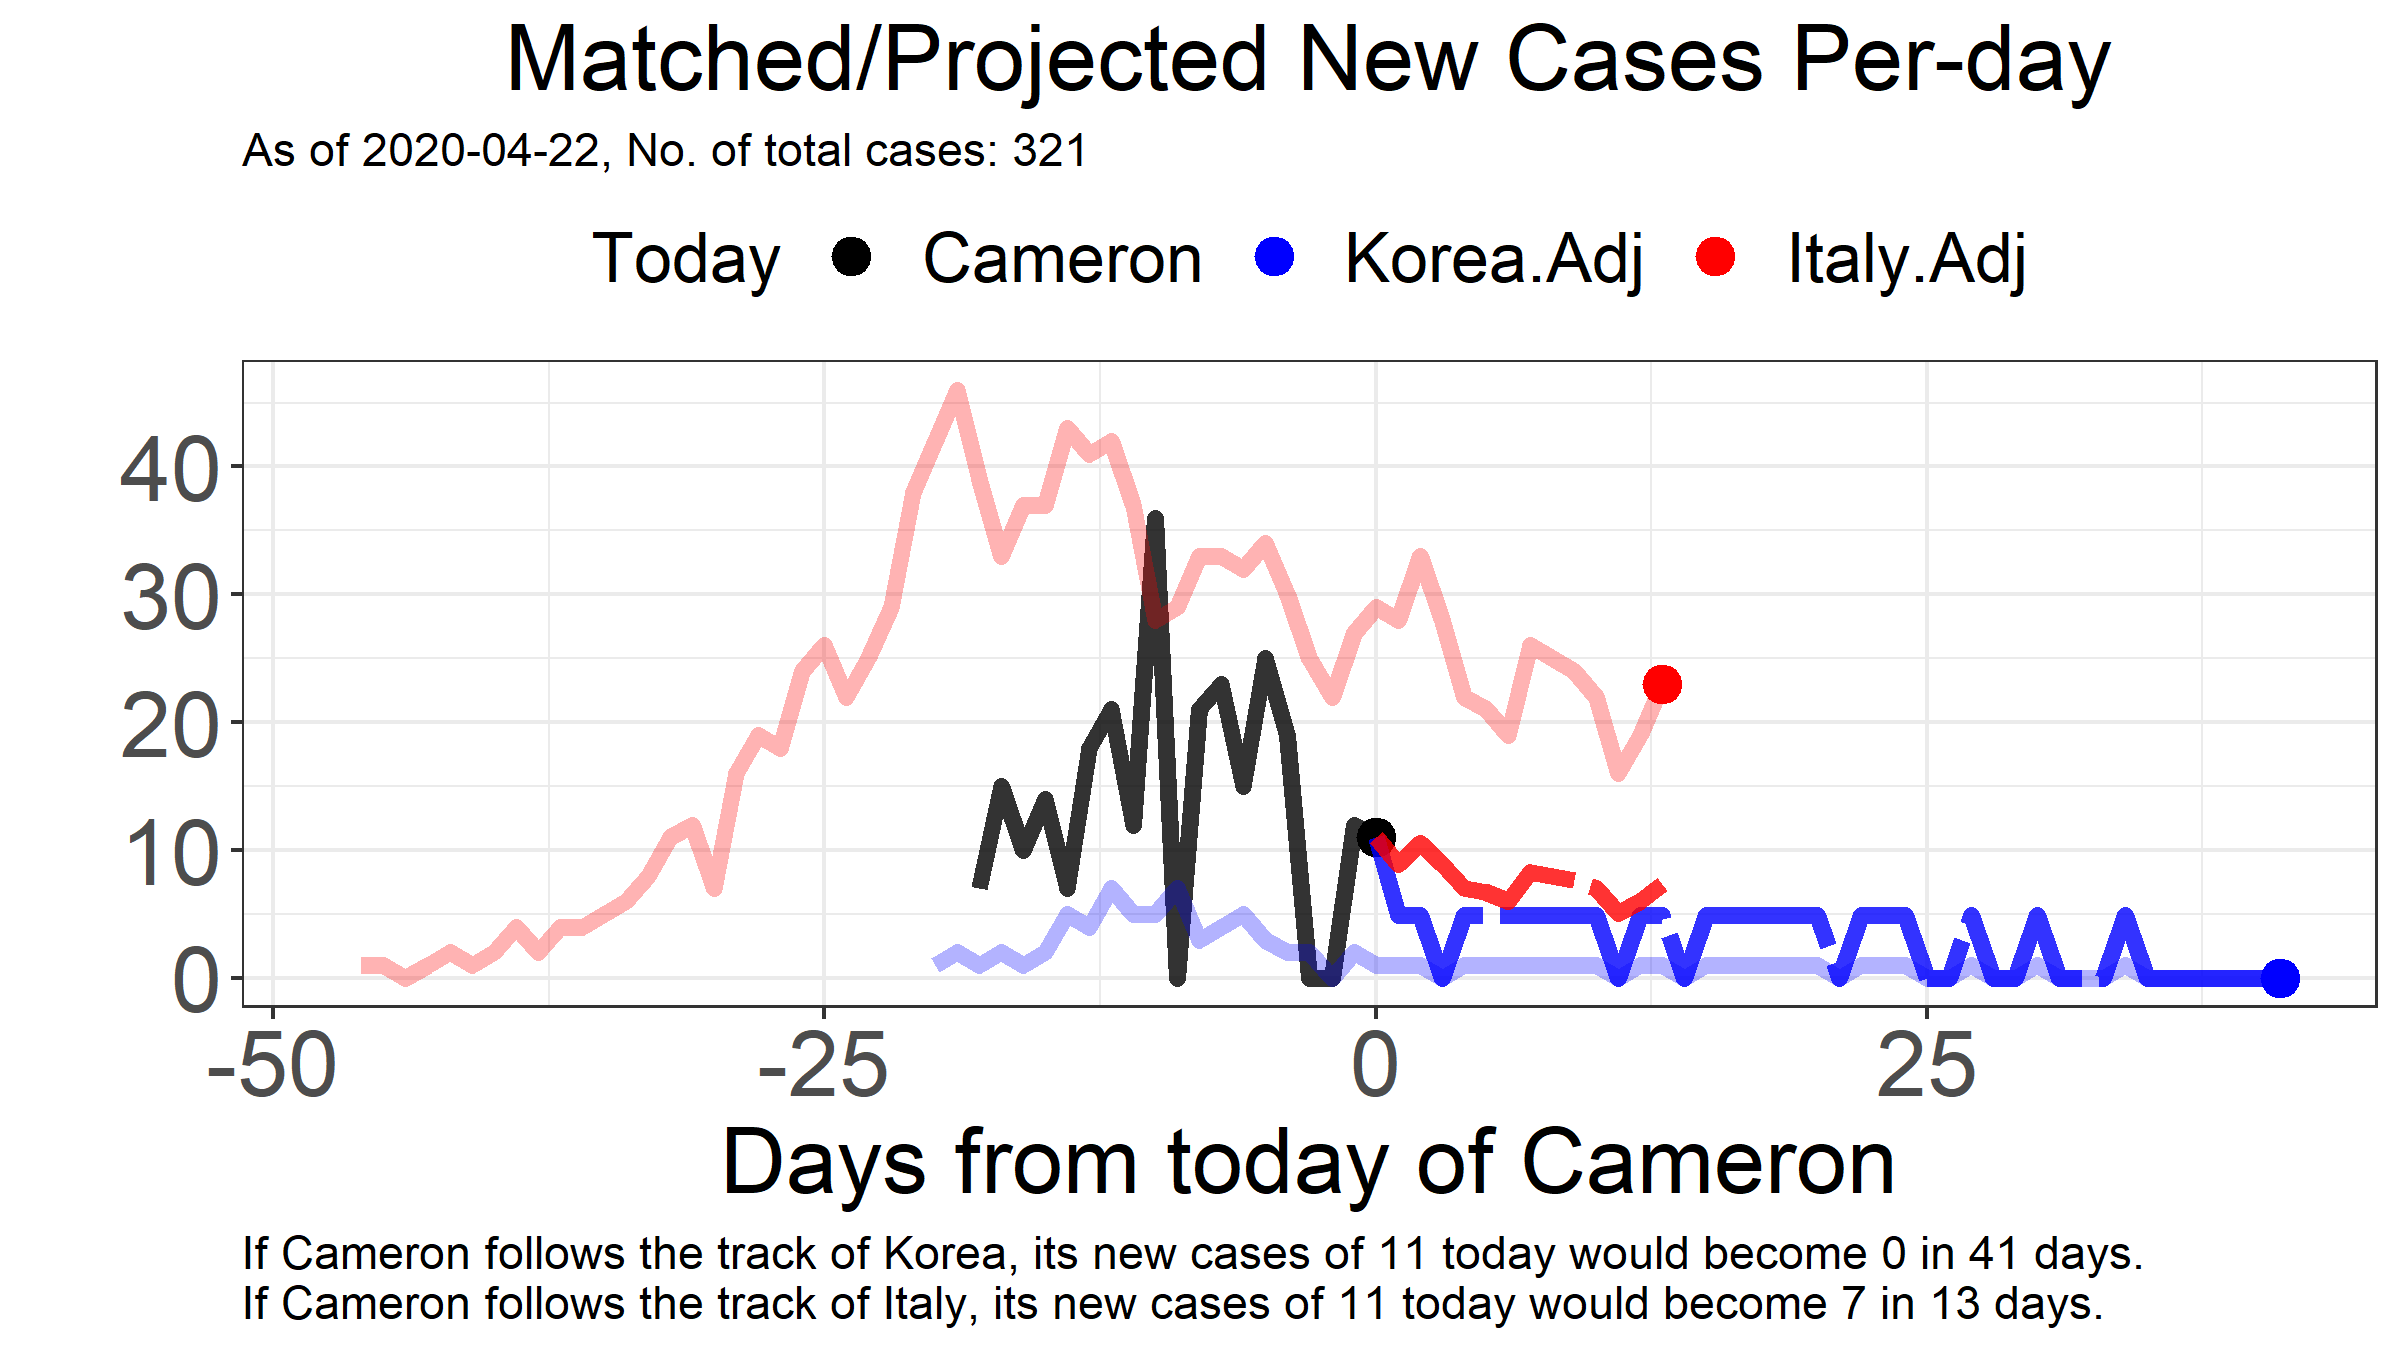 Matched/Projected New Cases Per-day
As of 2020-04-22, No. of total cases: 321
Today Cameron Korea.Adj Italy.Adj
40
30
20
10
0
-50 -25 0 25
Days from today of Cameron
If Cameron follows the track of Korea, its new cases of 11 today would become 0 in 41 days.
If Cameron follows the track of Italy, its new cases of 11 today would become 7 in 13 days.